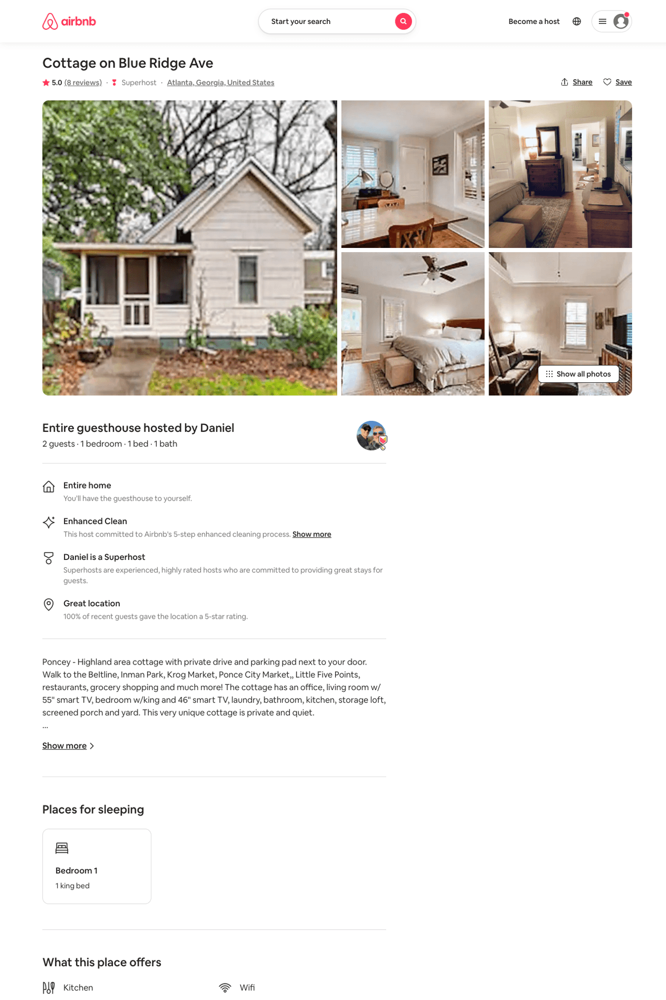 airbnb
Start your search
Become a host
Cottage on Blue Ridge Ave
5.0 (8 reviews) · Superhost · Atlanta, Georgia, United States
Share
Save
Show all photos
Entire guesthouse hosted by Daniel
2 guests · 1 bedroom · 1 bed · 1 bath
Entire home
You'll have the guesthouse to yourself.
Enhanced Clean
This host committed to Airbnb's 5-step enhanced cleaning process. Show more
Daniel is a Superhost
Superhosts are experienced, highly rated hosts who are committed to providing great stays for
guests.
Great location
100% of recent guests gave the location a 5-star rating.
Poncey - Highland area cottage with private drive and parking pad next to your door.
Walk to the Beltline, Inman Park, Krog Market, Ponce City Market,, Little Five Points,
restaurants, grocery shopping and much more! The cottage has an office, living room w/
55" smart TV, bedroom w/king and 46" smart TV, laundry, bathroom, kitchen, storage loft,
screened porch and yard. This very unique cottage is private and quiet.
...
Show more
Places for sleeping
Bedroom 1
1 king bed
What this place offers
Kitchen
Wifi